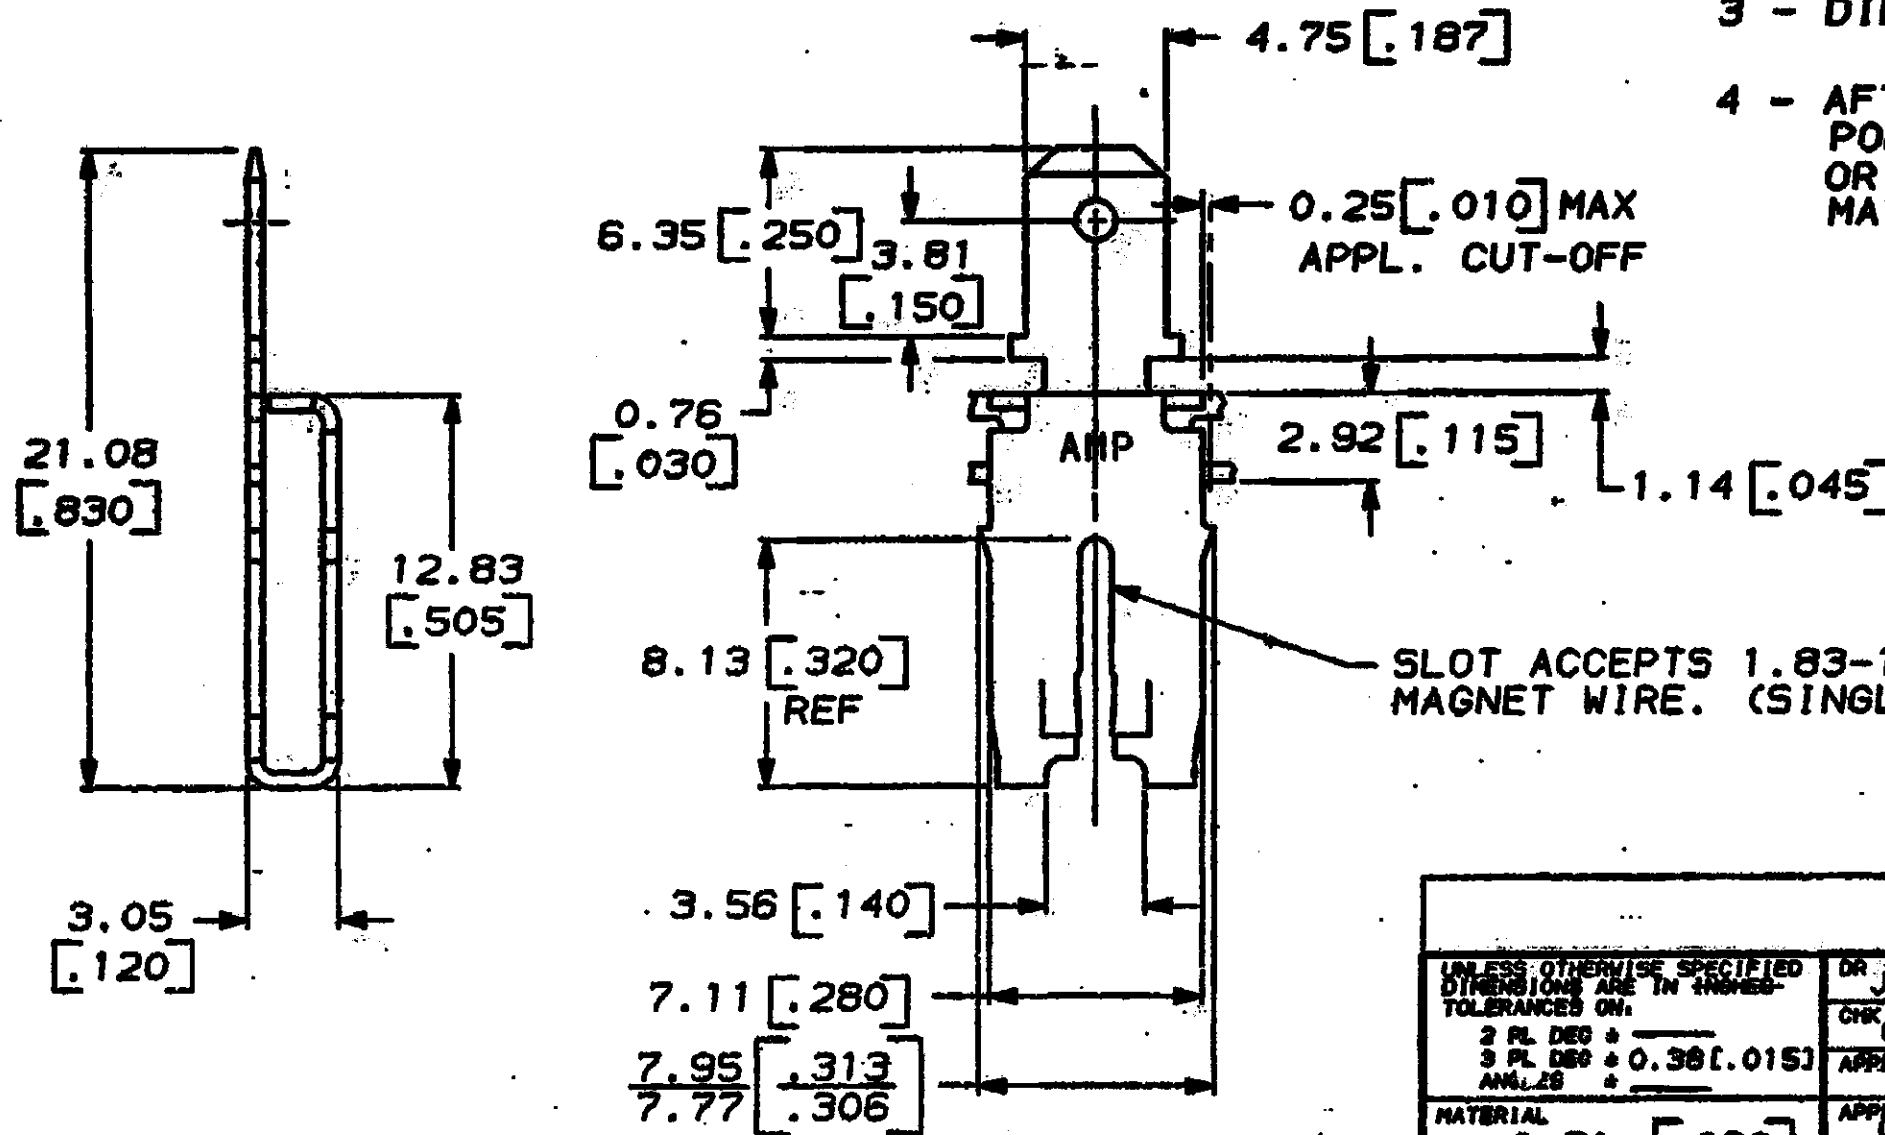 3 - DI
4.75 [.187]
4 - AF
PO
OR
MA
0.25[.010] MAX
APPL. CUT-OFF
6.35 [.250]
3.81
[.150]
0.76
[.030]
AMP
2.92 [.115]
1.14 [.045]
21.08
[.830]
12.83
[.505]
8.13 [.320]
REF
SLOT ACCEPTS 1.83-1
MAGNET WIRE. (SINGL
3.05
[.120]
3.56 [.140]
7.11 [.280]
7.95 [.313
7.77 .306]
UNLESS OTHERWISE SPECIFIED
DIMENSIONS ARE IN INCHES
TOLERANCES ON:
2 PL DEC ±
3 PL DEC ± 0.38[.015]
ANGLES ±
MATERIAL
DR J
CHK
APP
APP